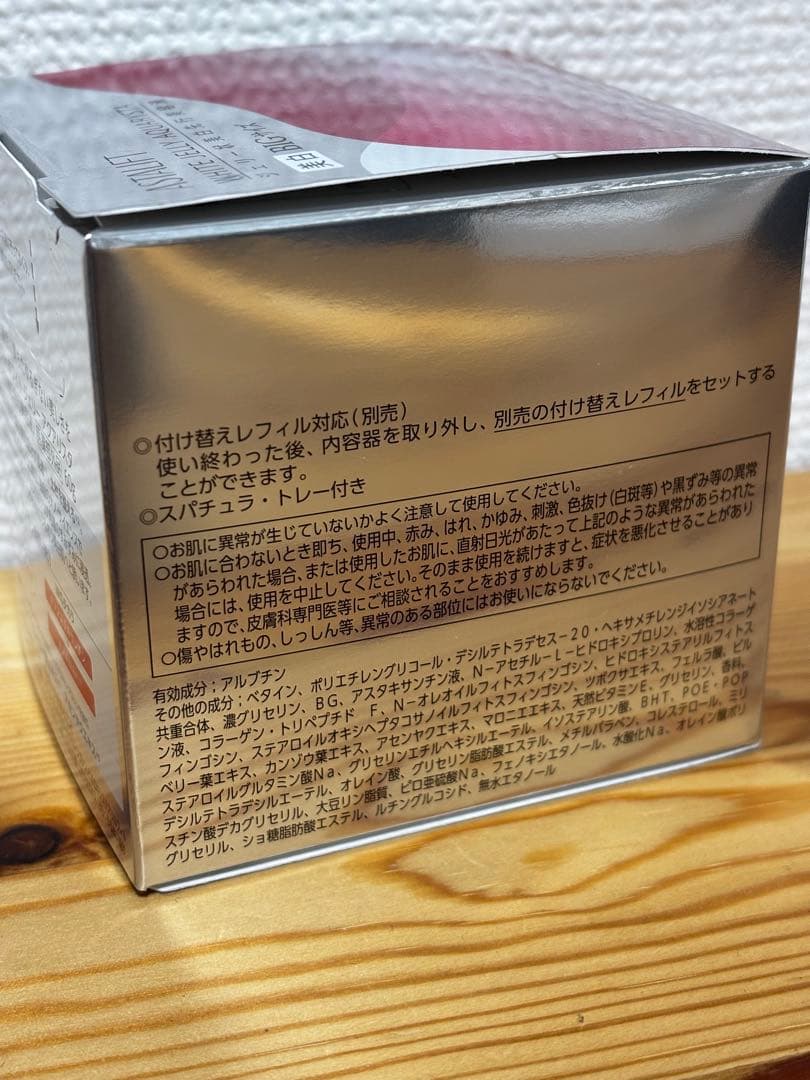 ASTALIFT
WHITE JELLY AQUARYSTA
ジェリー状美白先行美容液
美白 BIGサイズ
◎付け替えレフィル対応(別売)
使い終わった後、内容器を取り外し、別売の付け替えレフィルをセットする
ことができます。
◎スパチュラ・トレー付き
○お肌に異常が生じていないかよく注意して使用してください。
○お肌に合わないとき即ち、使用中、赤み、はれ、かゆみ、刺激、色抜け(白斑等)や黒ずみ等の異常
があらわれた場合、または使用したお肌に、直射日光があたって上記のような異常があらわれた
場合には、使用を中止してください。そのまま使用を続けますと、症状を悪化させることがあり
ますので、皮膚科専門医等にご相談されることをおすすめします。
○傷やはれもの、しっしん等、異常のある部位にはお使いにならないでください。
有効成分;アルブチン
その他の成分;ベタイン、ポリエチレングリコール・デシルテトラデセス-20・ヘキサメチレンジイソシアネート
共重合体、濃グリセリン、BG、アスタキサンチン液、N-アセチル-L-ヒドロキシプロリン、水溶性コラーゲ
ン液、コラーゲン・トリペプチド F、N-オレオイルフィトスフィンゴシン、ヒドロキシステアリルフィトス
フィンゴシン、ステアロイルオキシヘプタコサノイルフィトスフィンゴシン、ツボクサエキス、フェルラ酸、ビル
ベリー葉エキス、カンゾウ葉エキス、アセンヤクエキス、マロニエエキス、天然ビタミンE、グリセリン、香料、
ステアロイルグルタミン酸Na、グリセリンエチルヘキシルエーテル、イソステアリン酸、BHT、POE・POP
デシルテトラデシルエーテル、オレイン酸、グリセリン脂肪酸エステル、メチルパラベン、コレステロール、ミリ
スチン酸デカグリセリル、大豆リン脂質、ピロ亜硫酸Na、フェノキシエタノール、水酸化Na、オレイン酸ポリ
グリセリル、ショ糖脂肪酸エステル、ルチングルコシド、無水エタノール